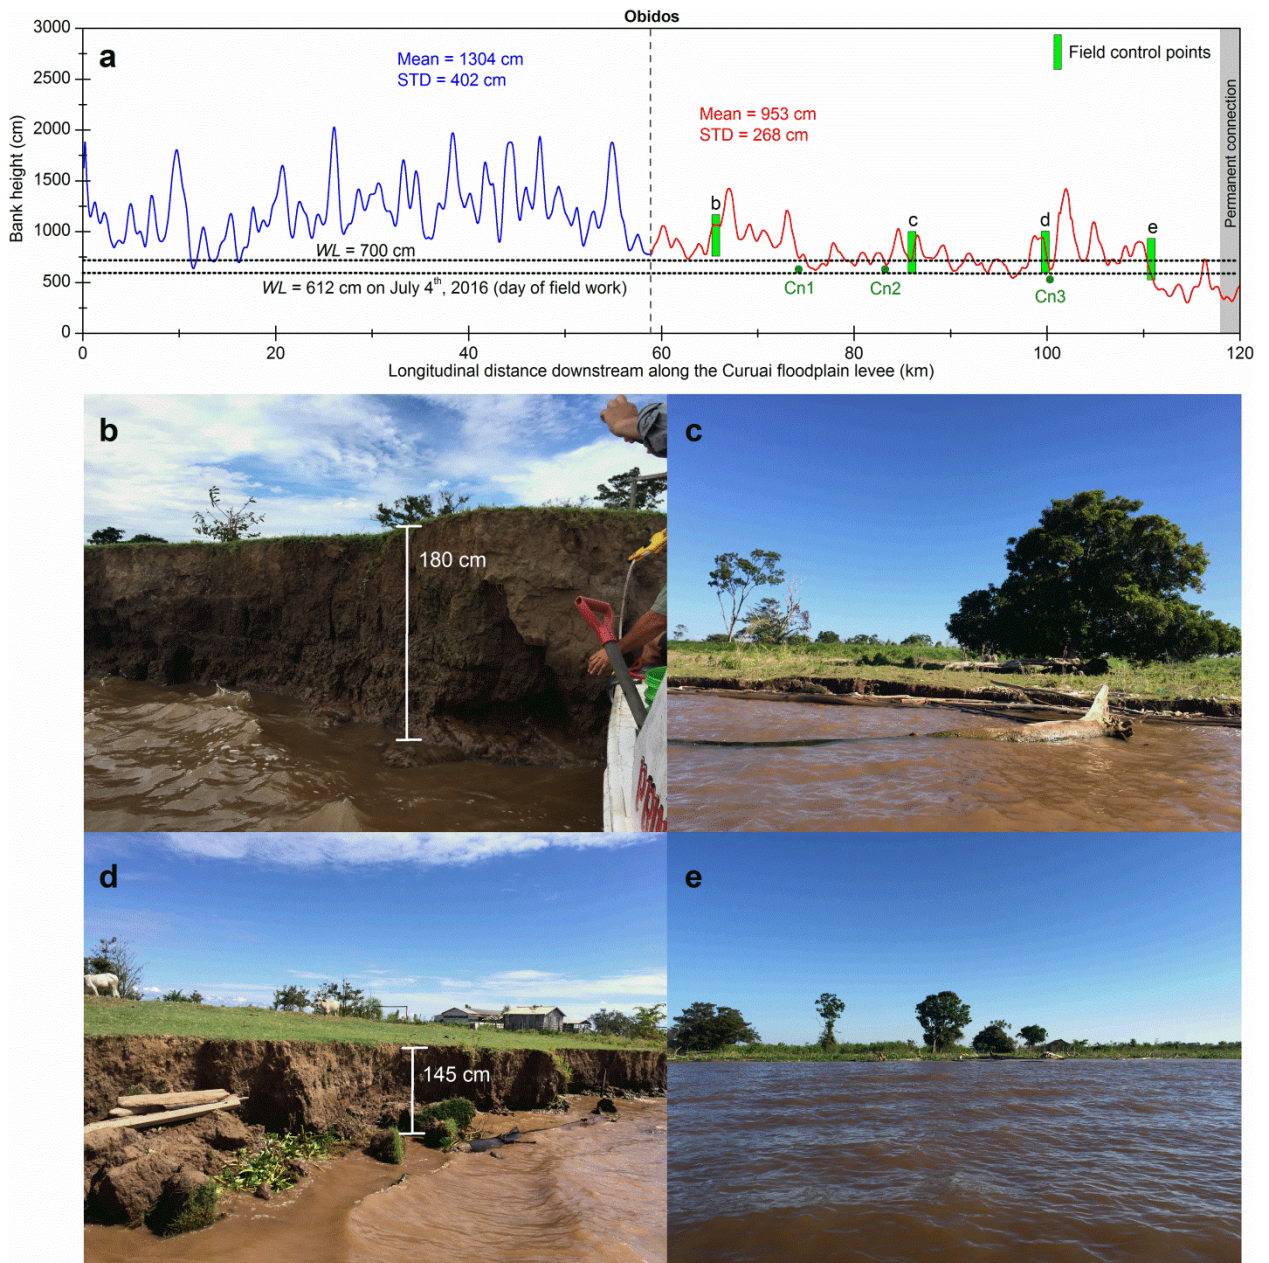 Obidos
a
Mean = 1304 cm
STD = 402 cm
Field control points
Mean = 953 cm
STD = 268 cm
Permanent connection
Bank height (cm)
3000
2500
2000
1500
1000
500
0
b
c
d
e
WL = 700 cm
WL = 612 cm on July 4th, 2016 (day of field work)
Cn1
Cn2
Cn3
0
20
40
60
80
100
120
Longitudinal distance downstream along the Curuai floodplain levee (km)
b
180 cm
c
d
145 cm
e